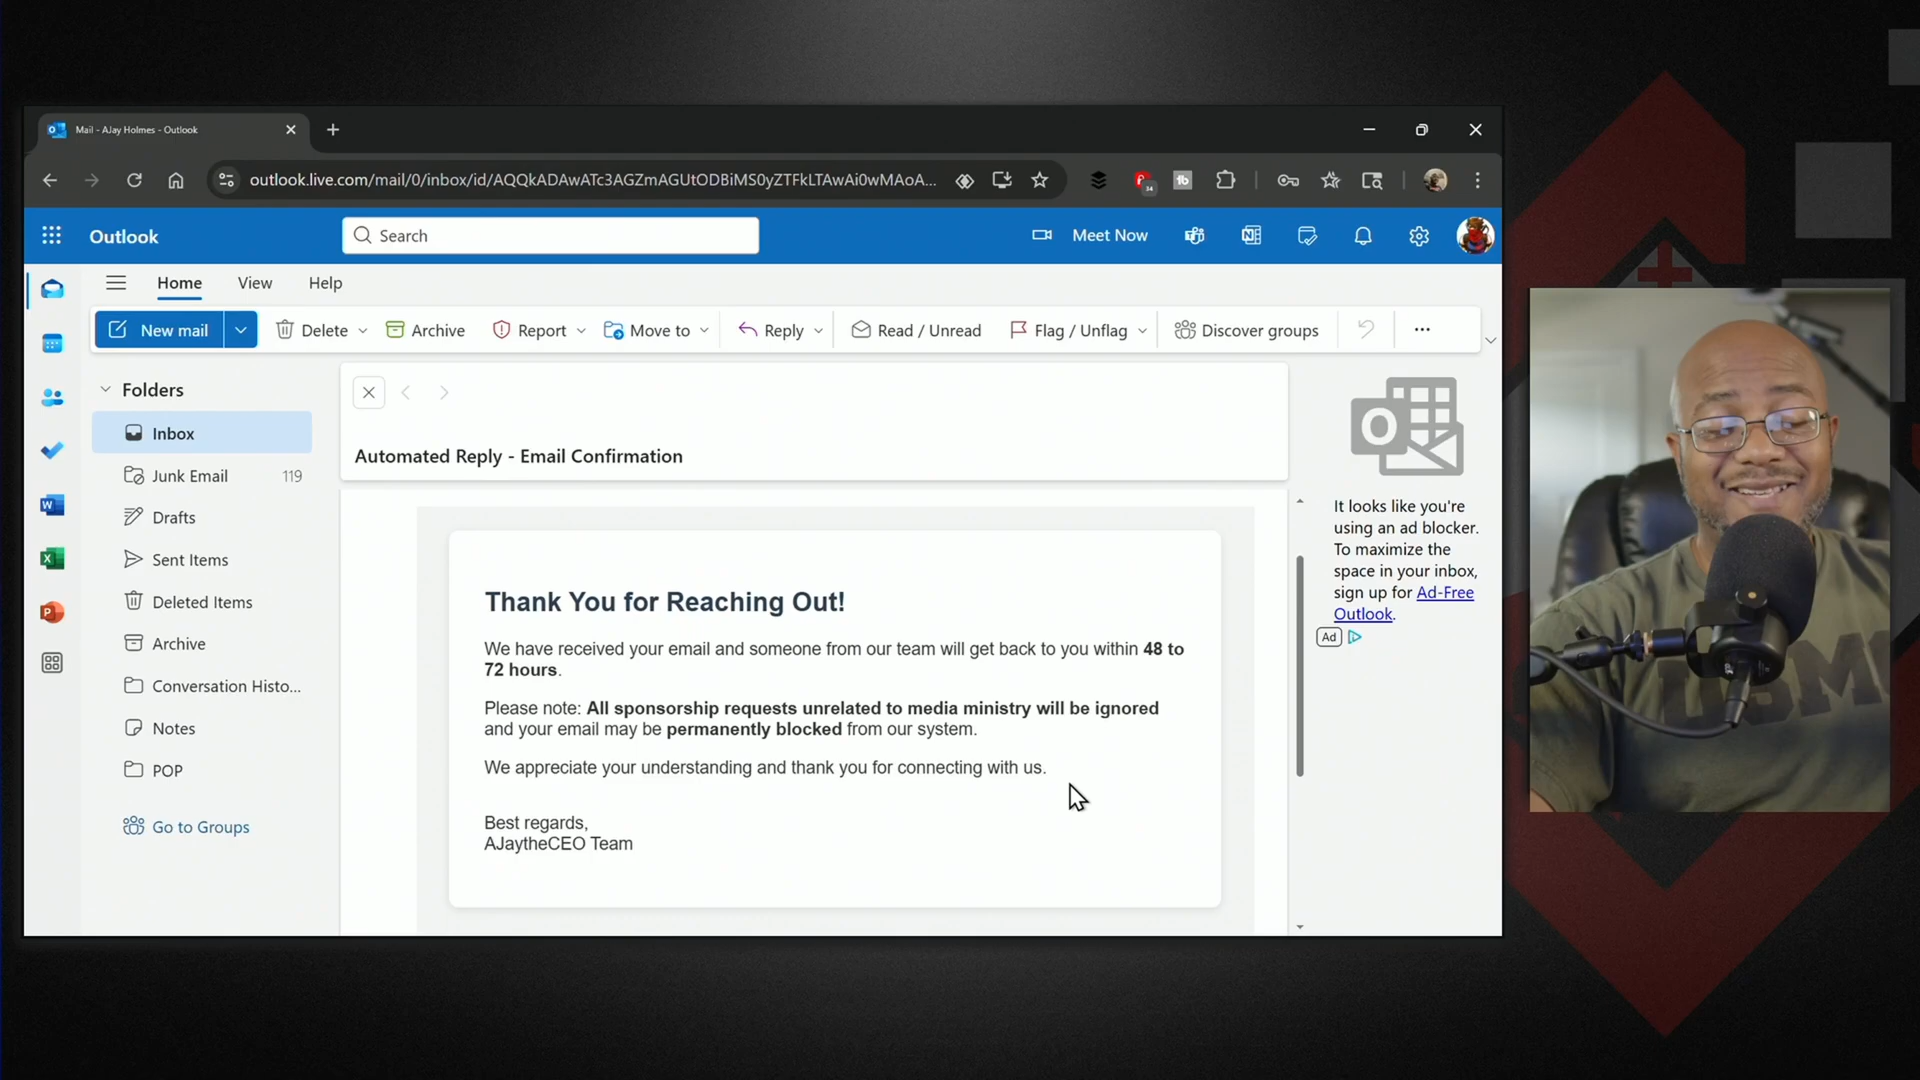 Mail - AJay Holmes - Outlook
outlook.live.com/mail/0/inbox/id/AQQkADAwATc3AGZmAGUtODBiMS0yZTFkLTAwAi0wMAoA...
34
Outlook
Search
Meet Now
Home
View
Help
New mail
Delete
Archive
Report
Move to
Reply
Read / Unread
Flag / Unflag
Discover groups
Folders
Inbox
Junk Email 119
Drafts
Sent Items
Deleted Items
Archive
Conversation Histo...
Notes
POP
Go to Groups
Automated Reply - Email Confirmation
Thank You for Reaching Out!
We have received your email and someone from our team will get back to you within 48 to
72 hours.
Please note: All sponsorship requests unrelated to media ministry will be ignored
and your email may be permanently blocked from our system.
We appreciate your understanding and thank you for connecting with us.
Best regards,
AJaytheCEO Team
It looks like you're
using an ad blocker.
To maximize the
space in your inbox,
sign up for Ad-Free
Outlook.
Ad